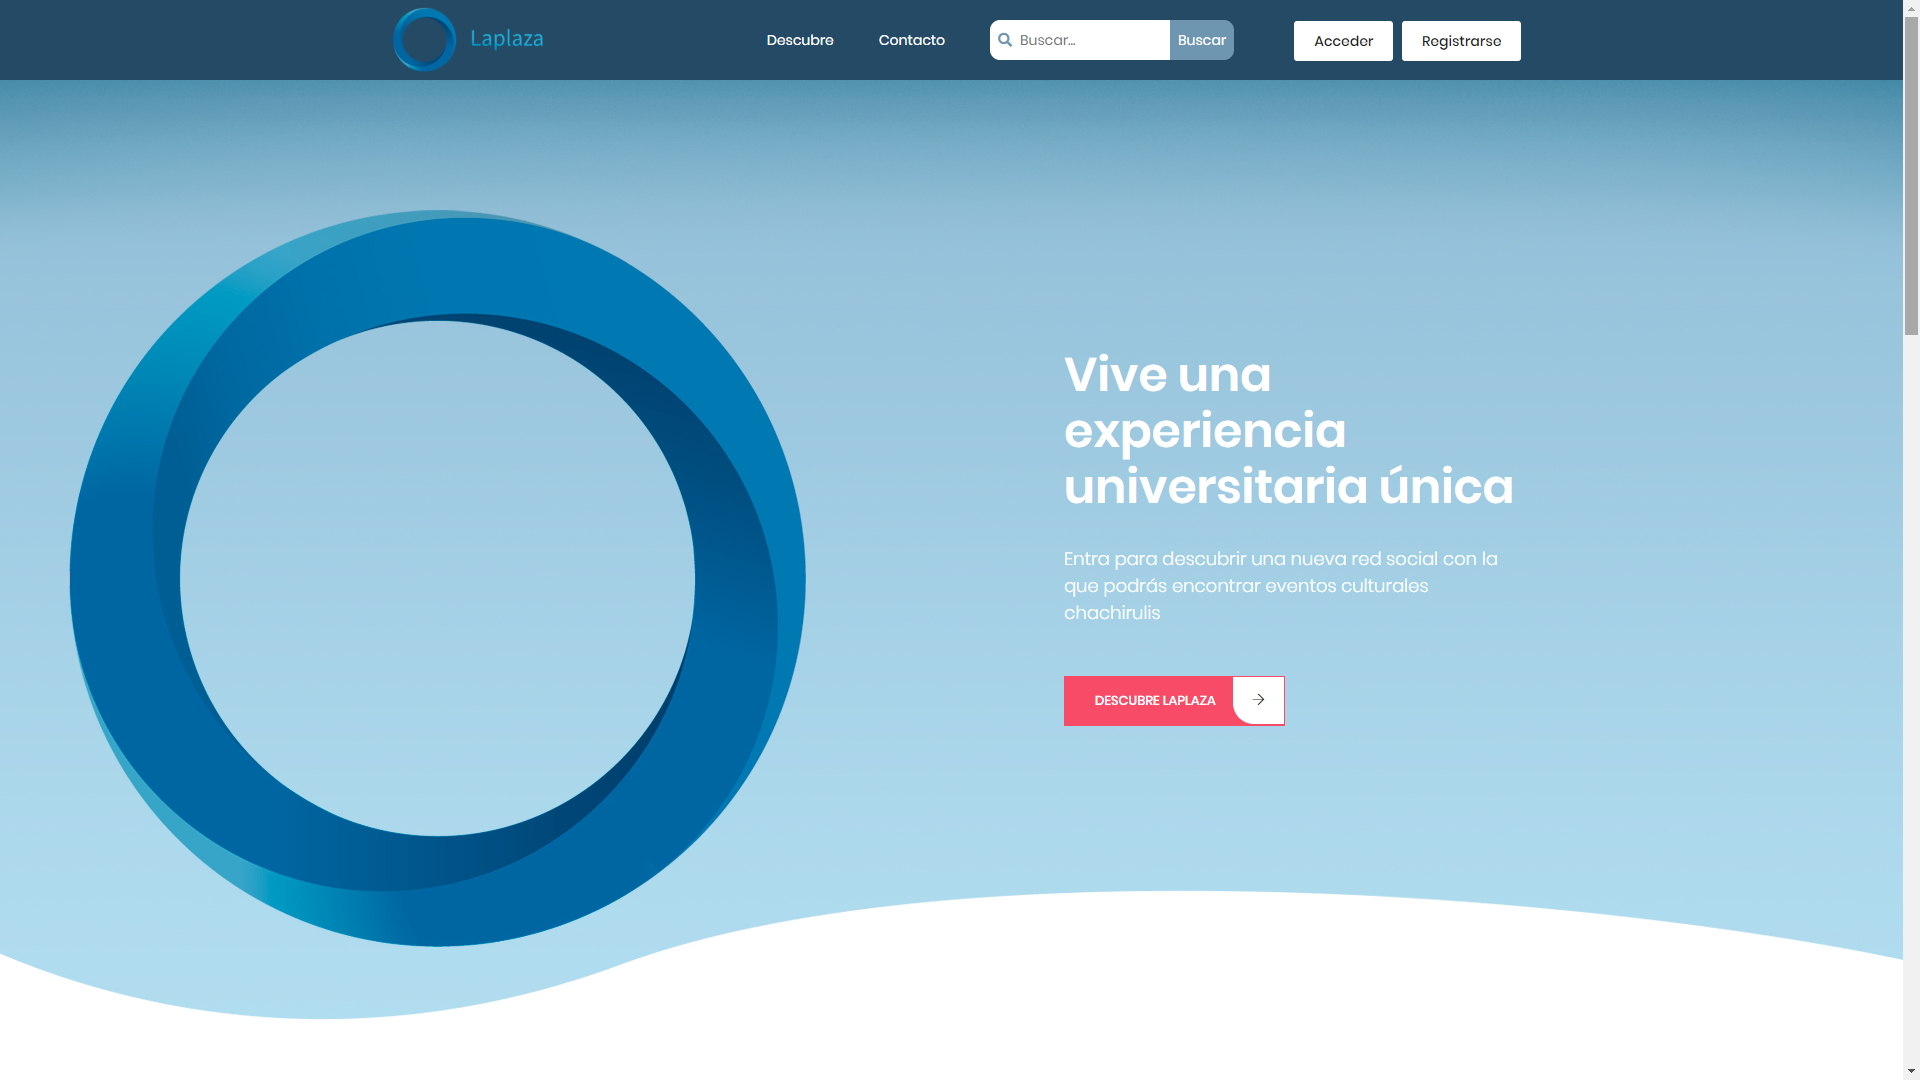 Laplaza
Descubre
Contacto
Buscar...
Buscar
Acceder
Registrarse
Vive una
experiencia
universitaria única
Entra para descubrir una nueva red social con la
que podrás encontrar eventos culturales
chachirulis
DESCUBRE LAPLAZA